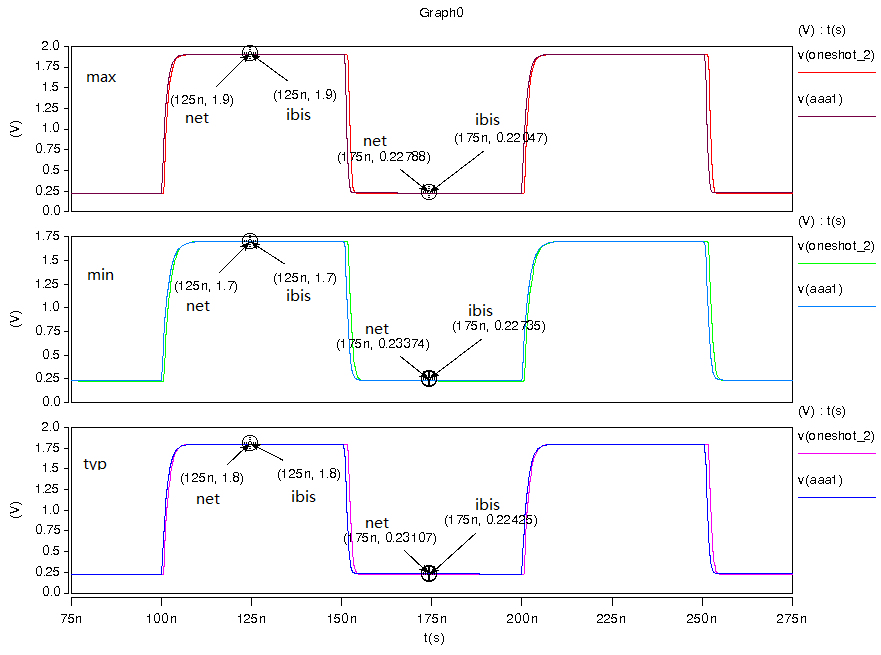 Graph0
(V) : t(s)
v(oneshot_2)
v(aaa1)
(V)
2.0
1.75
1.5
1.25
1.0
0.75
0.5
0.25
0.0
max
(125n, 1.9)
net
(125n, 1.9)
ibis
net
(175n, 0.22788)
ibis
(175n, 0.22047)
(V) : t(s)
v(oneshot_2)
v(aaa1)
(V)
1.75
1.5
1.25
1.0
0.75
0.5
0.25
0.0
min
(125n, 1.7)
net
(125n, 1.7)
ibis
net
(175n, 0.23374)
ibis
(175n, 0.22735)
(V) : t(s)
v(oneshot_2)
v(aaa1)
(V)
2.0
1.75
1.5
1.25
1.0
0.75
0.5
0.25
0.0
typ
(125n, 1.8)
net
(125n, 1.8)
ibis
net
(175n, 0.23107)
ibis
(175n, 0.22425)
75n 100n 125n 150n 175n 200n 225n 250n 275n
t(s)